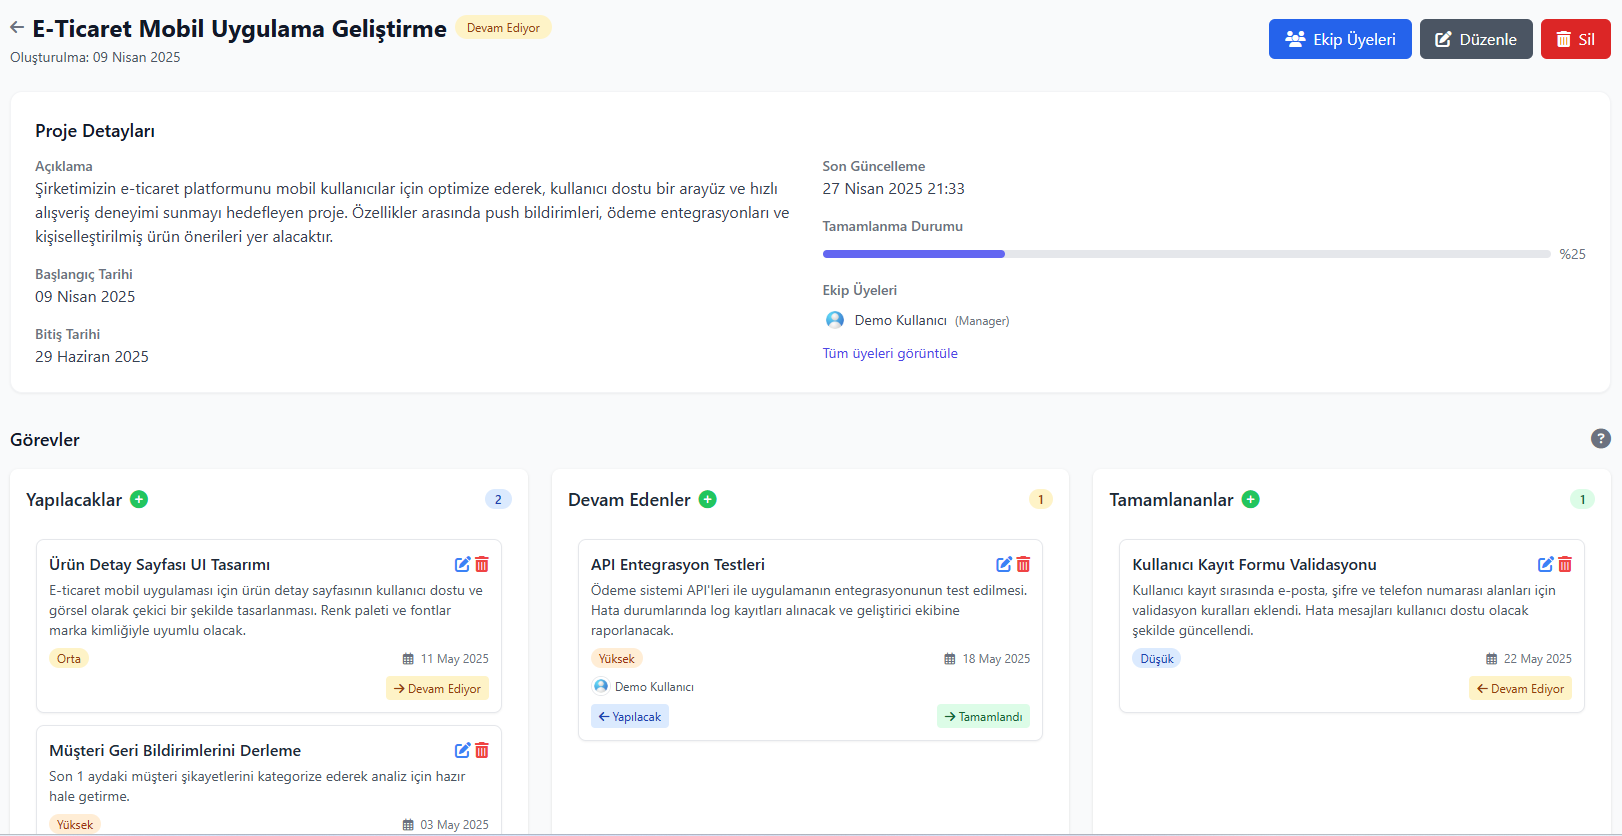 E-Ticaret Mobil Uygulama Geliştirme
Devam Ediyor
Oluşturulma: 09 Nisan 2025
Ekip Üyeleri
Düzenle
Sil
Proje Detayları
Açıklama
Şirketimizin e-ticaret platformunu mobil kullanıcılar için optimize ederek, kullanıcı dostu bir arayüz ve hızlı
alışveriş deneyimi sunmayı hedefleyen proje. Özellikler arasında push bildirimleri, ödeme entegrasyonları ve
kişiselleştirilmiş ürün önerileri yer alacaktır.
Başlangıç Tarihi
09 Nisan 2025
Bitiş Tarihi
29 Haziran 2025
Son Güncelleme
27 Nisan 2025 21:33
Tamamlanma Durumu
%25
Ekip Üyeleri
Demo Kullanıcı (Manager)
Tüm üyeleri görüntüle
Görevler
?
Yapılacaklar
2
Ürün Detay Sayfası UI Tasarımı
E-ticaret mobil uygulaması için ürün detay sayfasının kullanıcı dostu ve
görsel olarak çekici bir şekilde tasarlanması. Renk paleti ve fontlar
marka kimliğiyle uyumlu olacak.
Orta
11 May 2025
→ Devam Ediyor
Müşteri Geri Bildirimlerini Derleme
Son 1 aydaki müşteri şikayetlerini kategorize ederek analiz için hazır
hale getirme.
Yüksek
03 May 2025
Devam Edenler
1
API Entegrasyon Testleri
Ödeme sistemi API'leri ile uygulamanın entegrasyonunun test edilmesi.
Hata durumlarında log kayıtları alınacak ve geliştirici ekibine
raporlanacak.
Yüksek
18 May 2025
Demo Kullanıcı
← Yapılacak
→ Tamamlandı
Tamamlananlar
1
Kullanıcı Kayıt Formu Validasyonu
Kullanıcı kayıt sırasında e-posta, şifre ve telefon numarası alanları için
validasyon kuralları eklendi. Hata mesajları kullanıcı dostu olacak
şekilde güncellendi.
Düşük
22 May 2025
← Devam Ediyor